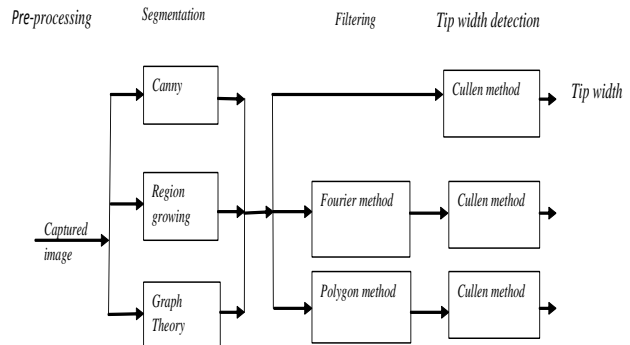 Pre-processing
Segmentation
Filtering
Tip width detection
Canny
Cullen method
Tip width
Region
growing
Fourier method
Cullen method
Captured
image
Graph
Theory
Polygon method
Cullen method